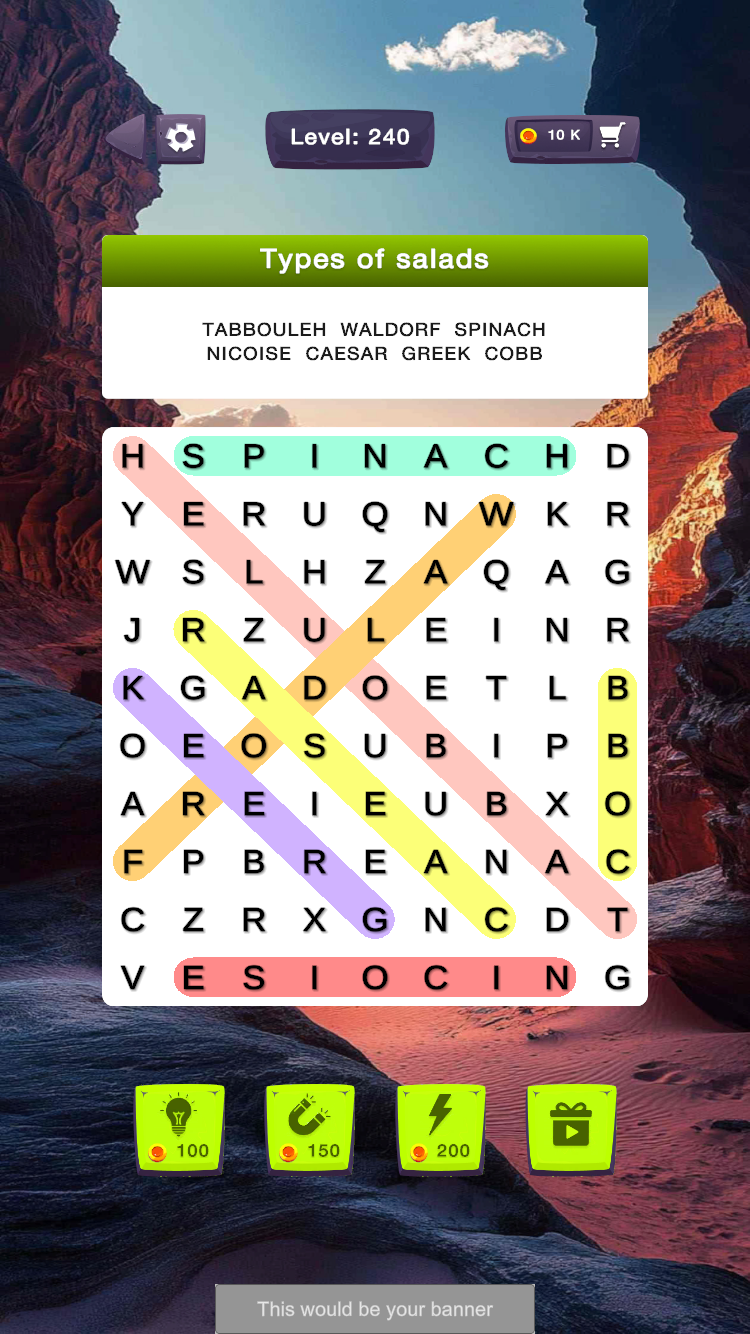 Level: 240
10 K
Types of salads
TABBOULEH WALDORF SPINACH
NICOISE CAESAR GREEK COBB
H S P I N A C H D
Y E R U Q N W K R
W S L H Z A Q A G
J R Z U L E I N R
K G A D O E T L B
O E O S U B I P B
A R E I E U B X O
F P B R E A N A C
C Z R X G N C D T
V E S I O C I N G
100 150 200
This would be your banner